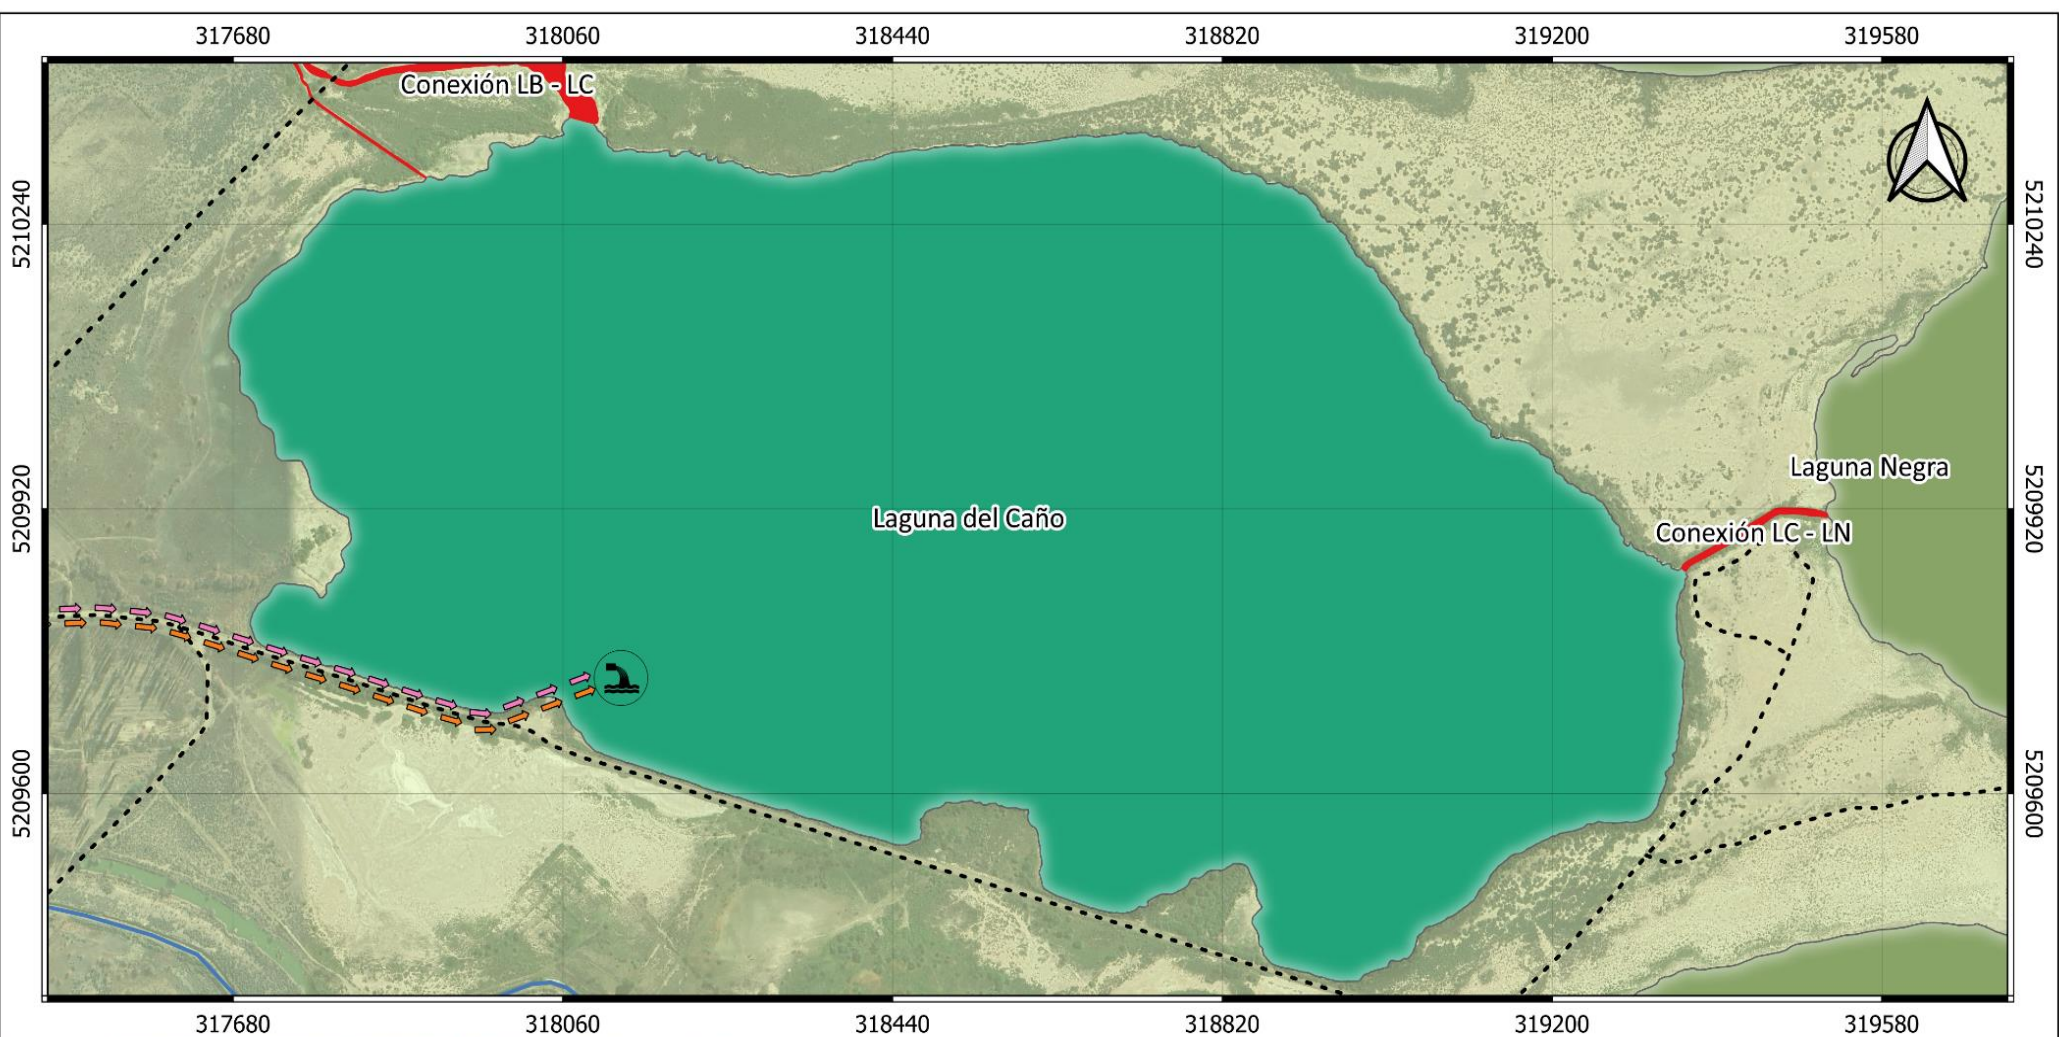 317680 318060 318440 318820 319200 319580
Conexión LB - LC
5210240 5210240
Laguna Negra
5209920 5209920
Laguna del Caño
Conexión LC - LN
5209600 5209600
317680 318060 318440 318820 319200 319580